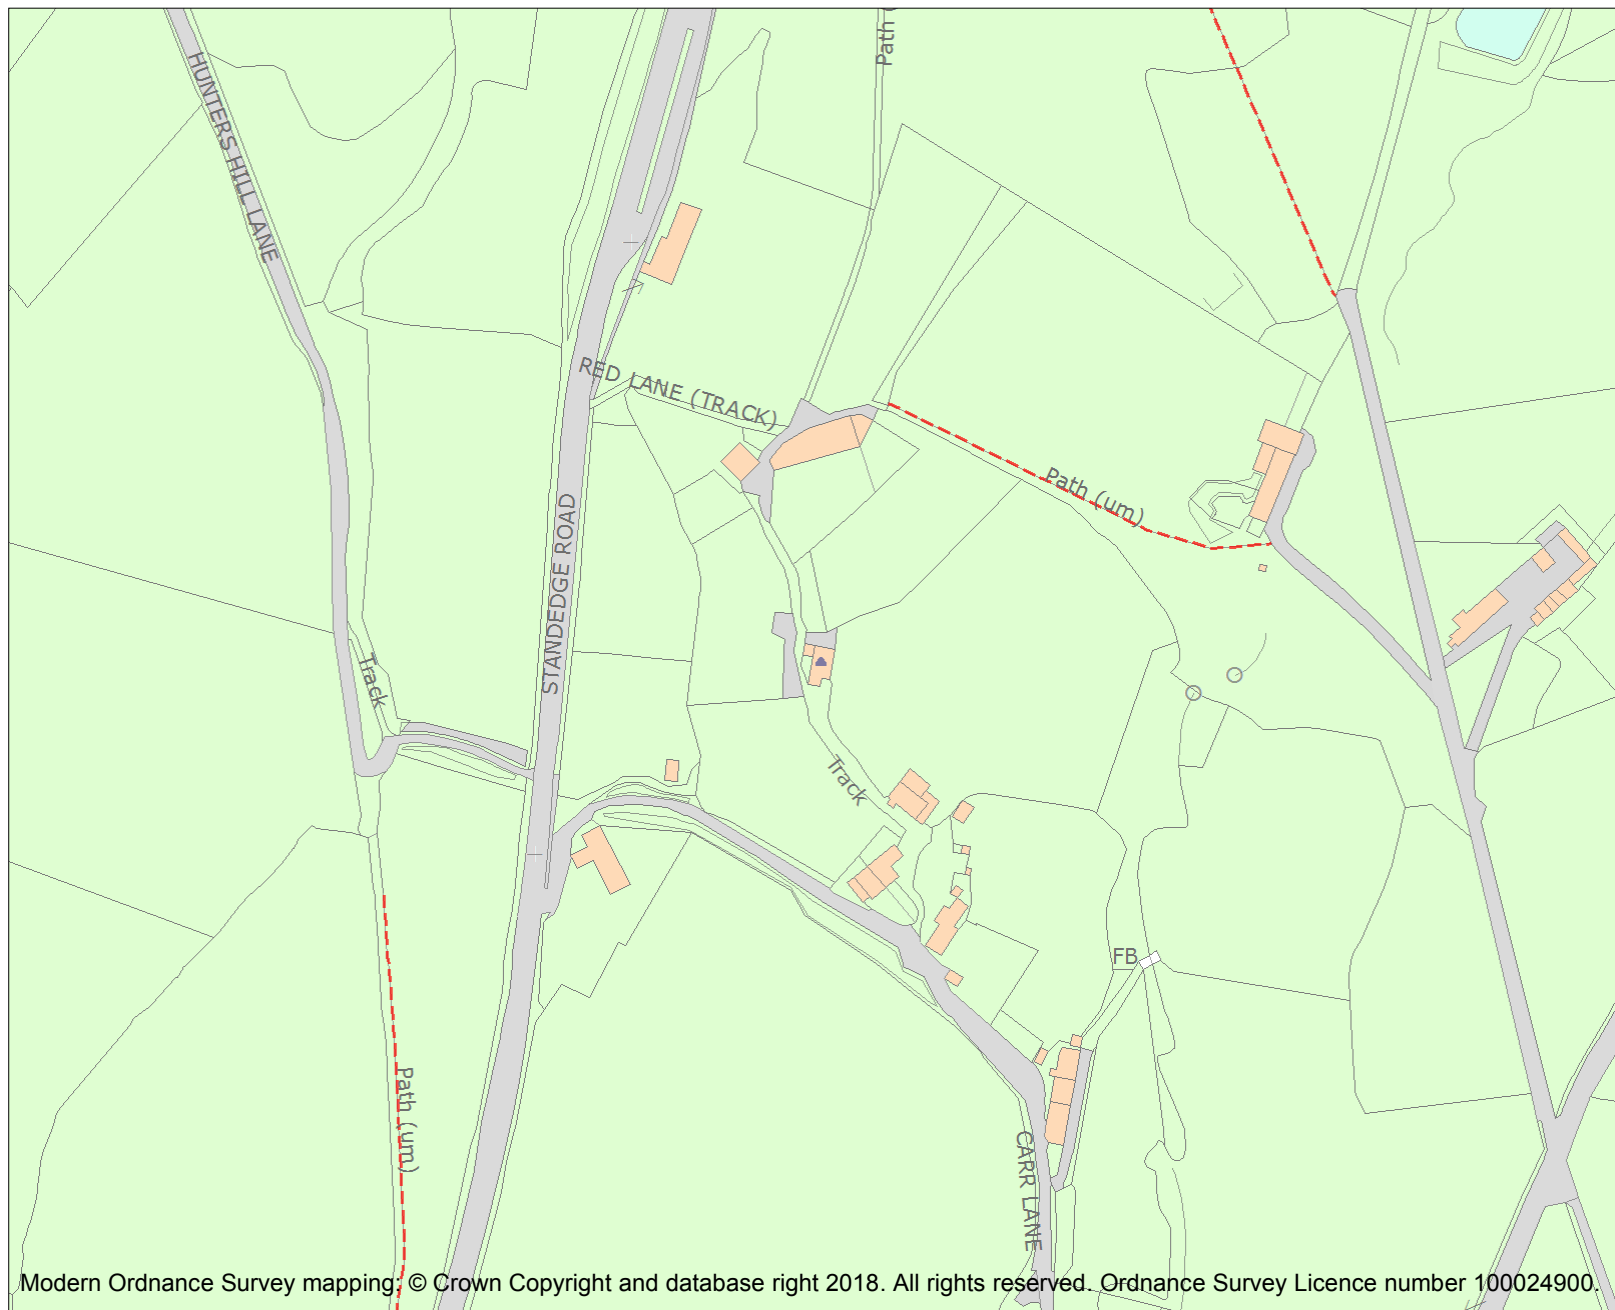 Path (
HUNTERS HILL LANE
RED LANE (TRACK)
Path (um)
STANDEDGE ROAD
Track
Track
FB
Path (um)
CARR LANE
Modern Ordnance Survey mapping: © Crown Copyright and database right 2018. All rights reserved. Ordnance Survey Licence number 100024900.